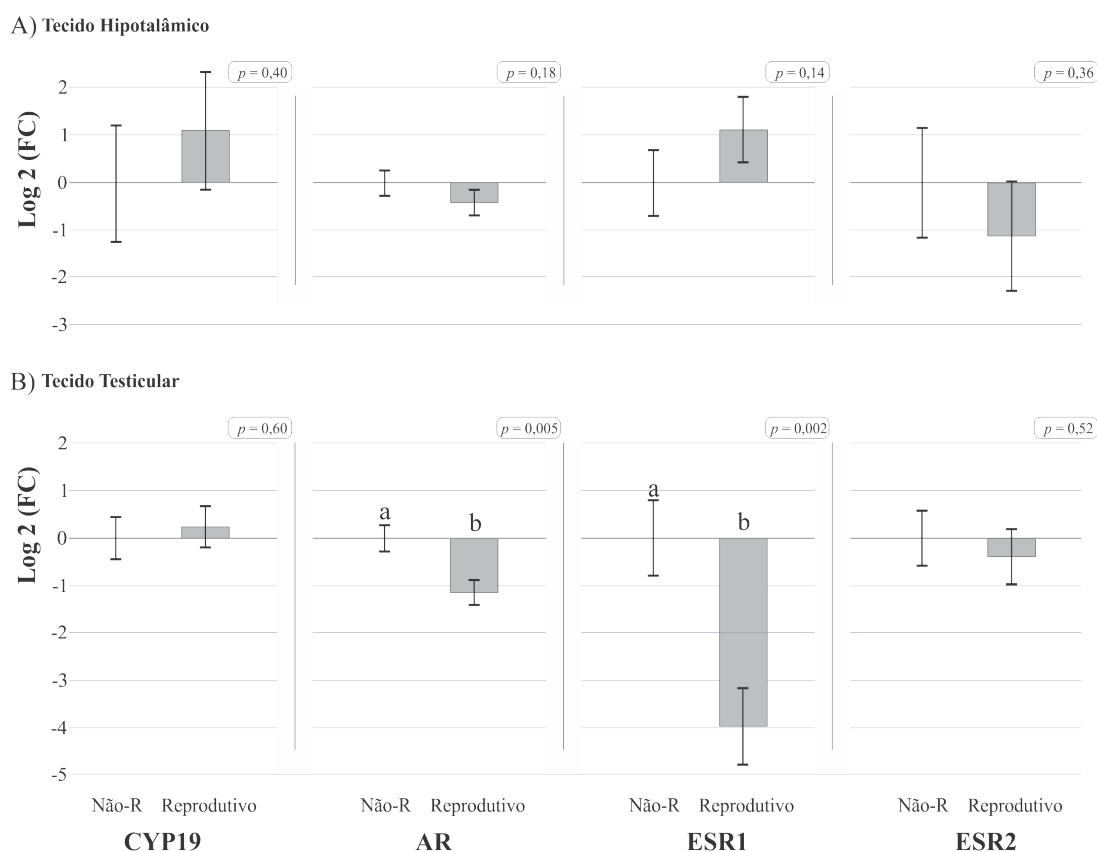 A) Tecido Hipotalâmico
p = 0,40
p = 0,18
p = 0,14
p = 0,36
Log 2 (FC)
2
1
0
-1
-2
-3
B) Tecido Testicular
p = 0,60
p = 0,005
p = 0,002
p = 0,52
Log 2 (FC)
2
1
0
-1
-2
-3
-4
-5
a
b
a
b
Não-R Reprodutivo Não-R Reprodutivo Não-R Reprodutivo Não-R Reprodutivo
CYP19 AR ESR1 ESR2